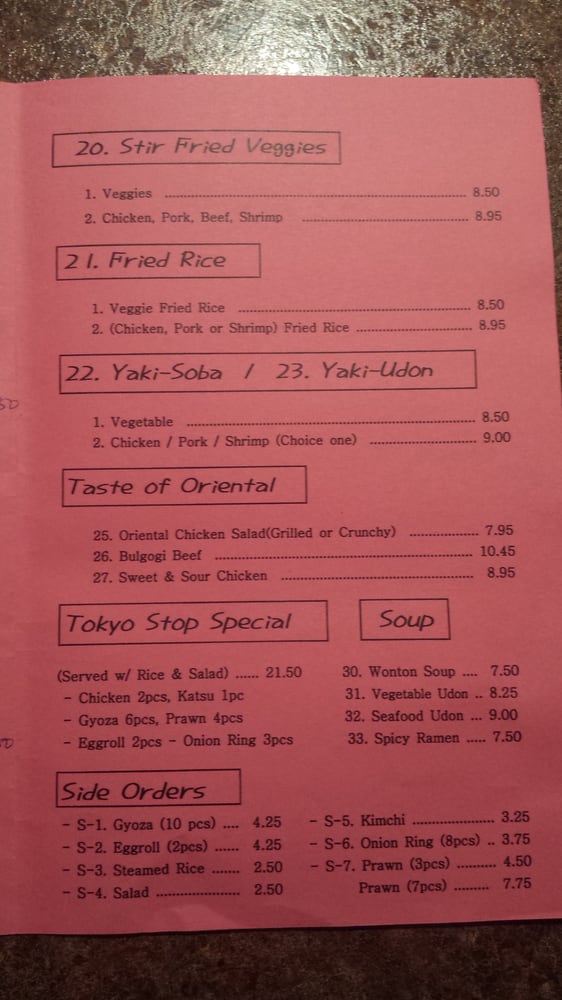 20. Stir Fried Veggies
1. Veggies ........ 8.50
2. Chicken, Pork, Beef, Shrimp ........ 8.95
21. Fried Rice
1. Veggie Fried Rice ........ 8.50
2. (Chicken, Pork or Shrimp) Fried Rice ........ 8.95
22. Yaki-Soba / 23. Yaki-Udon
1. Vegetable ........ 8.50
2. Chicken / Pork / Shrimp (Choice one) ........ 9.00
Taste of Oriental
25. Oriental Chicken Salad(Grilled or Crunchy) ........ 7.95
26. Bulgogi Beef ........ 10.45
27. Sweet & Sour Chicken ........ 8.95
Tokyo Stop Special
(Served w/ Rice & Salad) ...... 21.50
- Chicken 2pcs, Katsu 1pc
- Gyoza 6pcs, Prawn 4pcs
- Eggroll 2pcs - Onion Ring 3pcs
Soup
30. Wonton Soup .... 7.50
31. Vegetable Udon .. 8.25
32. Seafood Udon ... 9.00
33. Spicy Ramen ..... 7.50
Side Orders
- S-1. Gyoza (10 pcs) .... 4.25
- S-2. Eggroll (2pcs) ...... 4.25
- S-3. Steamed Rice ....... 2.50
- S-4. Salad ........ 2.50
- S-5. Kimchi ........ 3.25
- S-6. Onion Ring (8pcs) .. 3.75
- S-7. Prawn (3pcs) .......... 4.50
Prawn (7pcs) ......... 7.75